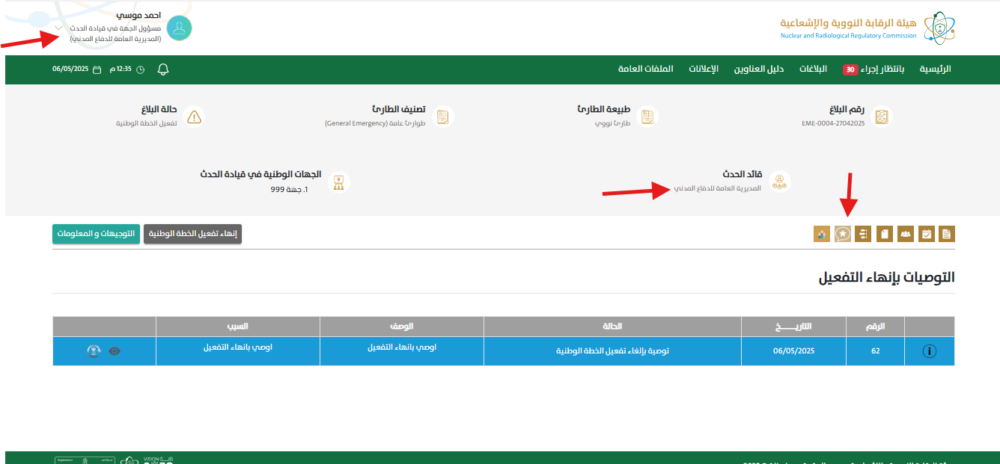 هيئة الرقابة النووية والإشعاعية
Nuclear and Radiological Regulatory Commission
احمد موسي
مسؤول الجهة في قيادة الحدث
(المديرية العامة للدفاع المدني)
الرئيسية
بانتظار إجراء 30
البلاغات
دليل العناوين
الإعلانات
الملفات العامة
12:35 م
06/05/2025
رقم البلاغ
EME-0004-27042025
طبيعة الطارئ
طارئ نووي
تصنيف الطارئ
طوارئ عامة (General Emergency)
حالة البلاغ
تفعيل الخطة الوطنية
قائد الحدث
المديرية العامة للدفاع المدني
الجهات الوطنية في قيادة الحدث
1. جهة 999
إنهاء تفعيل الخطة الوطنية
التوجيهات و المعلومات
التوصيات بإنهاء التفعيل
الرقم التاريـــــخ الحالة الوصف السبب
62 06/05/2025 توصية بإلغاء تفعيل الخطة الوطنية اوصي بانهاء التفعيل اوصي بانهاء التفعيل
VISION